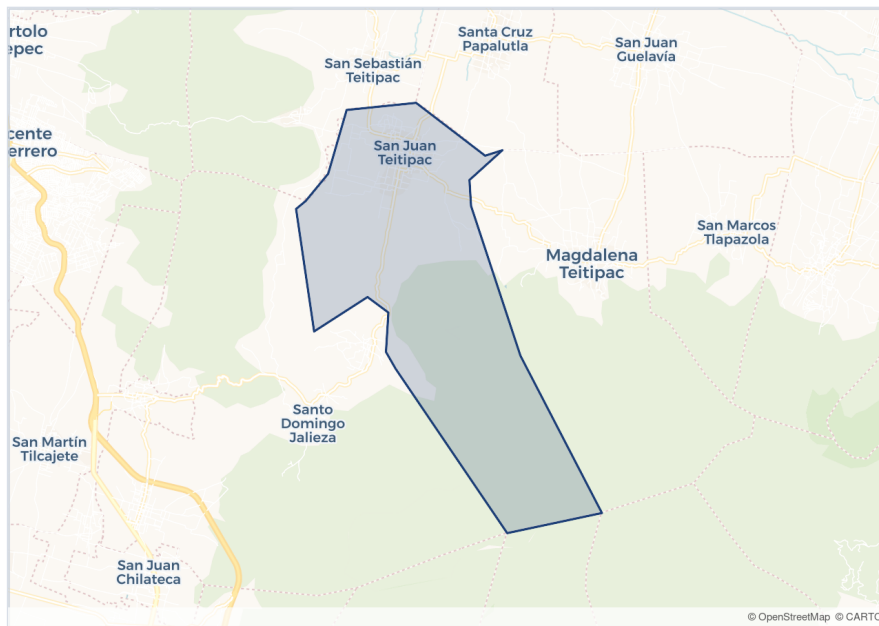 rtolo
epec
Santa Cruz
Papalutla
San Juan
Guelavía
San Sebastián
Teitipac
cente
errero
San Juan
Teitipac
San Marcos
Tlapazola
Magdalena
Teitipac
Santo
Domingo
Jalieza
San Martín
Tilcajete
San Juan
Chilateca
© OpenStreetMap © CARTO